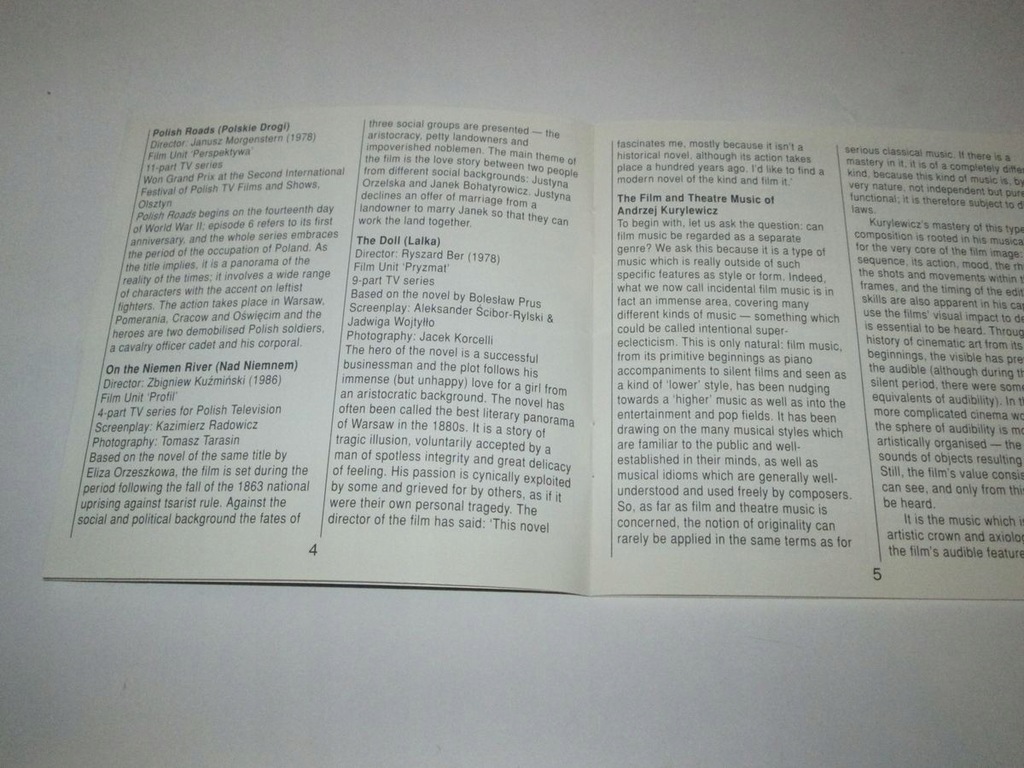 Polish Roads (Polskie Drogi)
Director: Janusz Morgenstern (1978)
Film Unit 'Perspektywa'
11-part TV series
Won Grand Prix at the Second International
Festival of Polish TV Films and Shows,
Olsztyn
Polish Roads begins on the fourteenth day
of World War II; episode 6 refers to its first
anniversary, and the whole series embraces
the period of the occupation of Poland. As
the title implies, it is a panorama of the
reality of the times; it involves a wide range
of characters with the accent on leftist
fighters. The action takes place in Warsaw,
Pomerania, Cracow and Oświęcim and the
heroes are two demobilised Polish soldiers,
a cavalry officer cadet and his corporal.
On the Niemen River (Nad Niemnem)
Director: Zbigniew Kuźmiński (1986)
Film Unit 'Profil'
4-part TV series for Polish Television
Screenplay: Kazimierz Radowicz
Photography: Tomasz Tarasin
Based on the novel of the same title by
Eliza Orzeszkowa, the film is set during the
period following the fall of the 1863 national
uprising against tsarist rule. Against the
social and political background the fates of
three social groups are presented — the
aristocracy, petty landowners and
impoverished noblemen. The main theme of
the film is the love story between two people
from different social backgrounds: Justyna
Orzelska and Janek Bohatyrowicz. Justyna
declines an offer of marriage from a
landowner to marry Janek so that they can
work the land together.
The Doll (Lalka)
Director: Ryszard Ber (1978)
Film Unit 'Pryzmat'
9-part TV series
Based on the novel by Bolesław Prus
Screenplay: Aleksander Ścibor-Rylski &
Jadwiga Wojtyłło
Photography: Jacek Korcelli
The hero of the novel is a successful
businessman and the plot follows his
immense (but unhappy) love for a girl from
an aristocratic background. The novel has
often been called the best literary panorama
of Warsaw in the 1880s. It is a story of
tragic illusion, voluntarily accepted by a
man of spotless integrity and great delicacy
of feeling. His passion is cynically exploited
by some and grieved for by others, as if it
were their own personal tragedy. The
director of the film has said: 'This novel
4
fascinates me, mostly because it isn't a
historical novel, although its action takes
place a hundred years ago. I'd like to find a
modern novel of the kind and film it.'
The Film and Theatre Music of
Andrzej Kurylewicz
To begin with, let us ask the question: can
film music be regarded as a separate
genre? We ask this because it is a type of
music which is really outside of such
specific features as style or form. Indeed,
what we now call incidental film music is in
fact an immense area, covering many
different kinds of music — something which
could be called intentional super-
eclecticism. This is only natural: film music,
from its primitive beginnings as piano
accompaniments to silent films and seen as
a kind of 'lower' style, has been nudging
towards a 'higher' music as well as into the
entertainment and pop fields. It has been
drawing on the many musical styles which
are familiar to the public and well-
established in their minds, as well as
musical idioms which are generally well-
understood and used freely by composers.
So, as far as film and theatre music is
concerned, the notion of originality can
rarely be applied in the same terms as for
serious classical music. If there is a
mastery in it, it is of a completely
kind, because this kind of music is, by
very nature, not independent but
functional; it is therefore subject to
laws.
Kurylewicz's mastery of this type
composition is rooted in his
for the very core of the film image:
sequence, its action, mood, the
the shots and movements within
frames, and the timing of the
skills are also apparent in his
use the films' visual impact to
is essential to be heard.
history of cinematic art from its
beginnings, the visible has
the audible (although during
silent period, there were
equivalents of audibility). In
more complicated cinema
the sphere of audibility is
artistically organised — the
sounds of objects resulting
Still, the film's value
can see, and only from
be heard.
It is the music which
artistic crown and
the film's audible
5